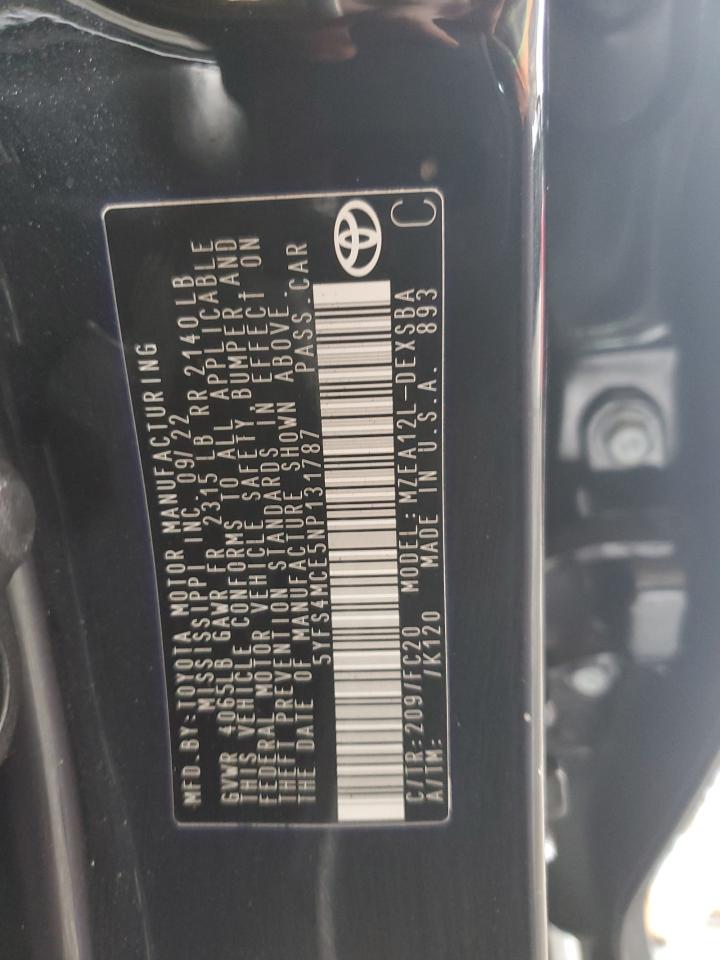 MFD.BY:TOYOTA MOTOR MANUFACTURING
MISSISSIPPI INC. 09/22
GVWR 4065LB GAWR FR 2315 LB RR 2140 LB
THIS VEHICLE CONFORMS TO ALL APPLICABLE
FEDERAL MOTOR VEHICLE SAFETY, BUMPER AND
THEFT PREVENTION STANDARDS IN EFFECT ON
THE DATE OF MANUFACTURE SHOWN ABOVE.
5YFS4MCE5NP131787 PASS.CAR
C/TR:209/FC20 MODEL:MZEA12L-DEXSBA
A/TM: /K120 MADE IN U.S.A. 893
C